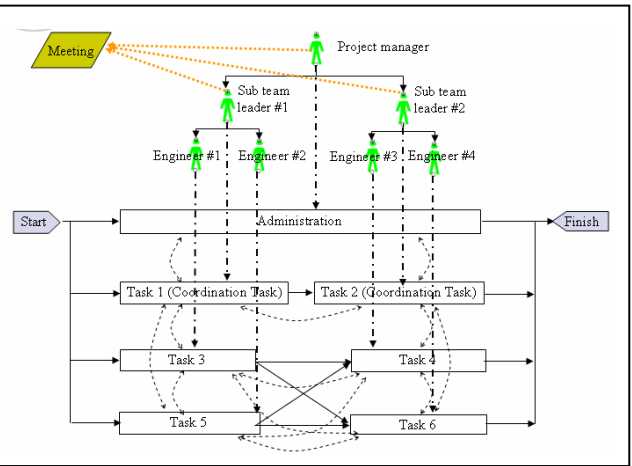 Meeting
Project manager
Sub team
leader #1
Sub team
leader #2
Engineer #1
Engineer #2
Engineer #3
Engineer #4
Start
Administration
Finish
Task 1 (Coordination Task)
Task 2 (Coordination Task)
Task 3
Task 4
Task 5
Task 6